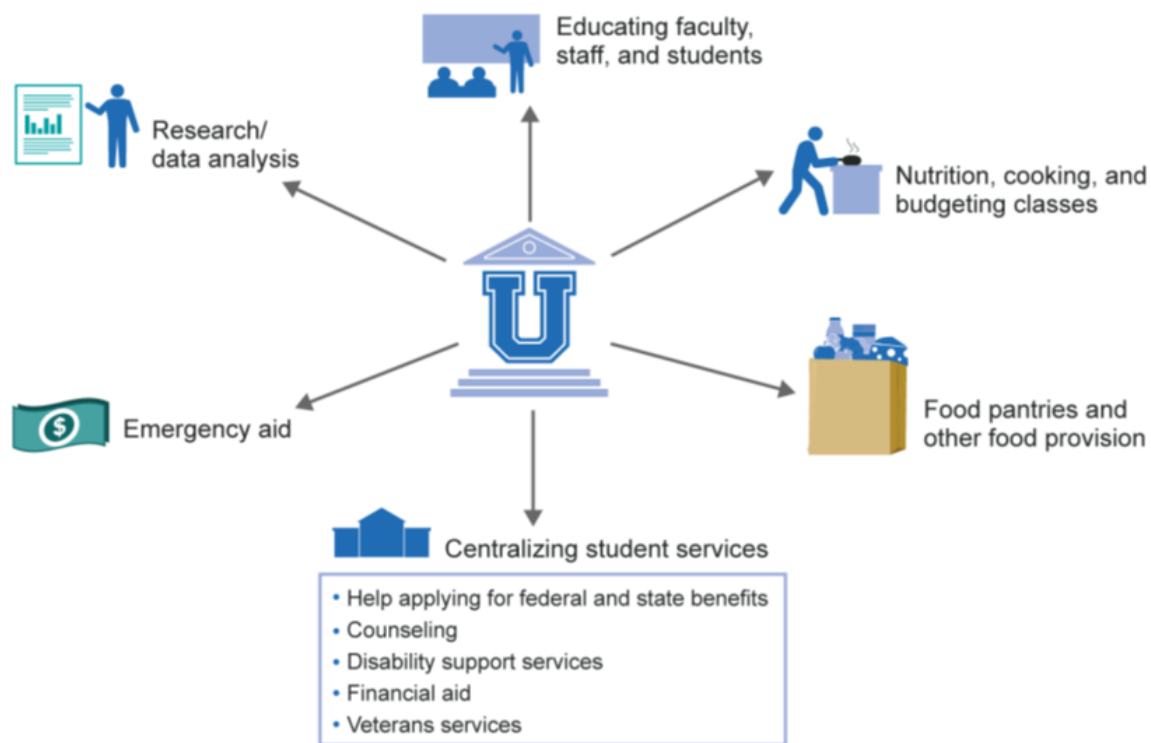 Educating faculty,
staff, and students
Research/
data analysis
Nutrition, cooking, and
budgeting classes
U
$
Emergency aid
Food pantries and
other food provision
Centralizing student services
• Help applying for federal and state benefits
• Counseling
• Disability support services
• Financial aid
• Veterans services